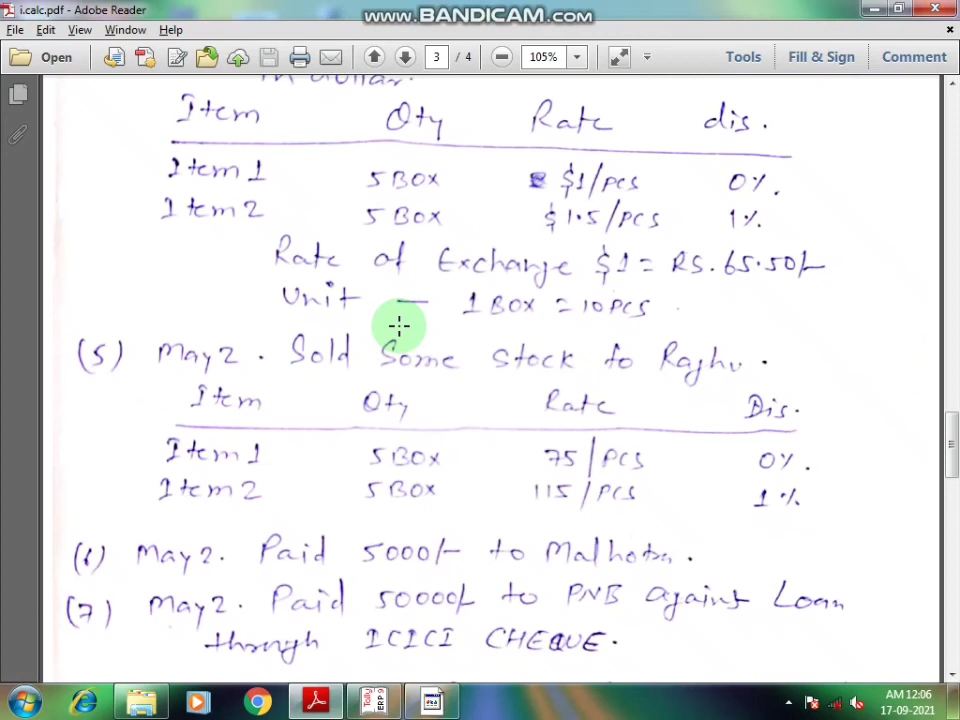 i.calc.pdf - Adobe Reader
www.BANDICAM.com
File Edit View Window Help
Open 3 / 4 105% Tools Fill & Sign Comment
in dollar.
Item Qty Rate dis.
Item 1 5 BOX $1/PCS 0%.
Item 2 5 BOX $1.5/PCS 1%.
Rate of Exchange $1 = RS. 65.50/-
Unit — 1 BOX = 10 PCS
(5) May 2. Sold Some Stock to Raghu.
Item Qty Rate Dis.
Item 1 5 BOX 75/PCS 0%.
Item 2 5 BOX 115/PCS 1%
(6) May 2. Paid 5000/- to Malhotra.
(7) May 2. Paid 50000/- to PNB against Loan
through ICICI CHEQUE.
Tally ERP9
AM 12:06
17-09-2021